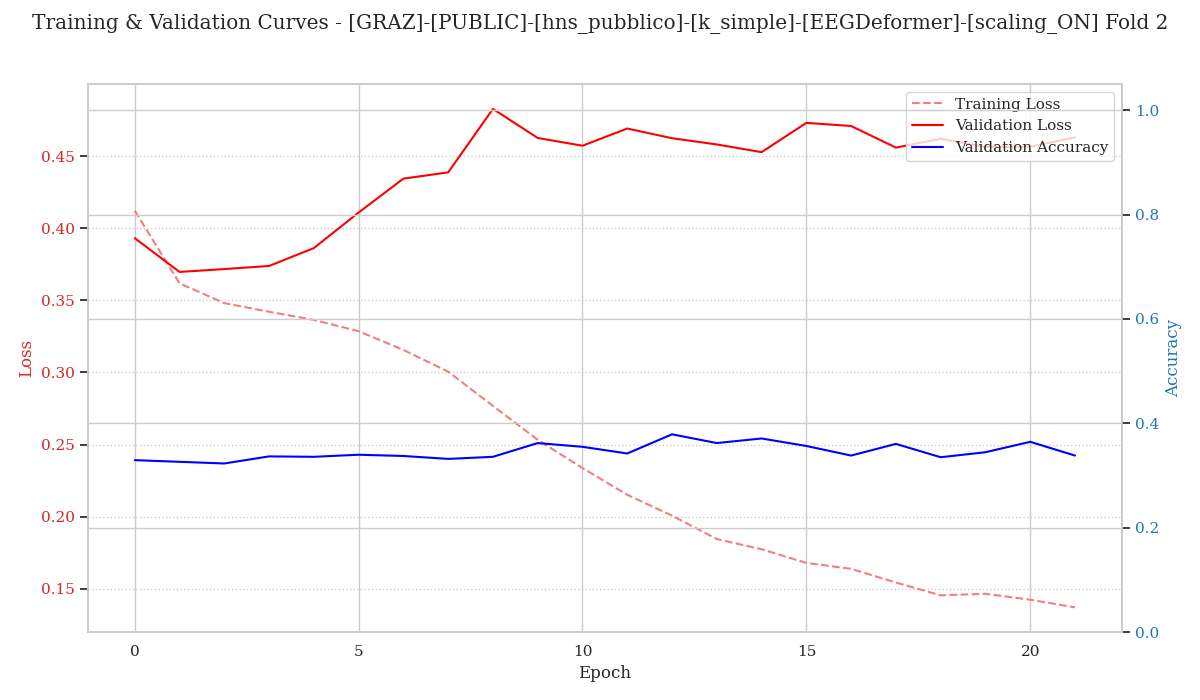 Training & Validation Curves - [GRAZ]-[PUBLIC]-[hns_pubblico]-[k_simple]-[EEGDeformer]-[scaling_ON] Fold 2
Training Loss
Validation Loss
Validation Accuracy
Loss
0.45
0.40
0.35
0.30
0.25
0.20
0.15
1.0
0.8
0.6
0.4
0.2
0.0
Accuracy
0 5 10 15 20
Epoch